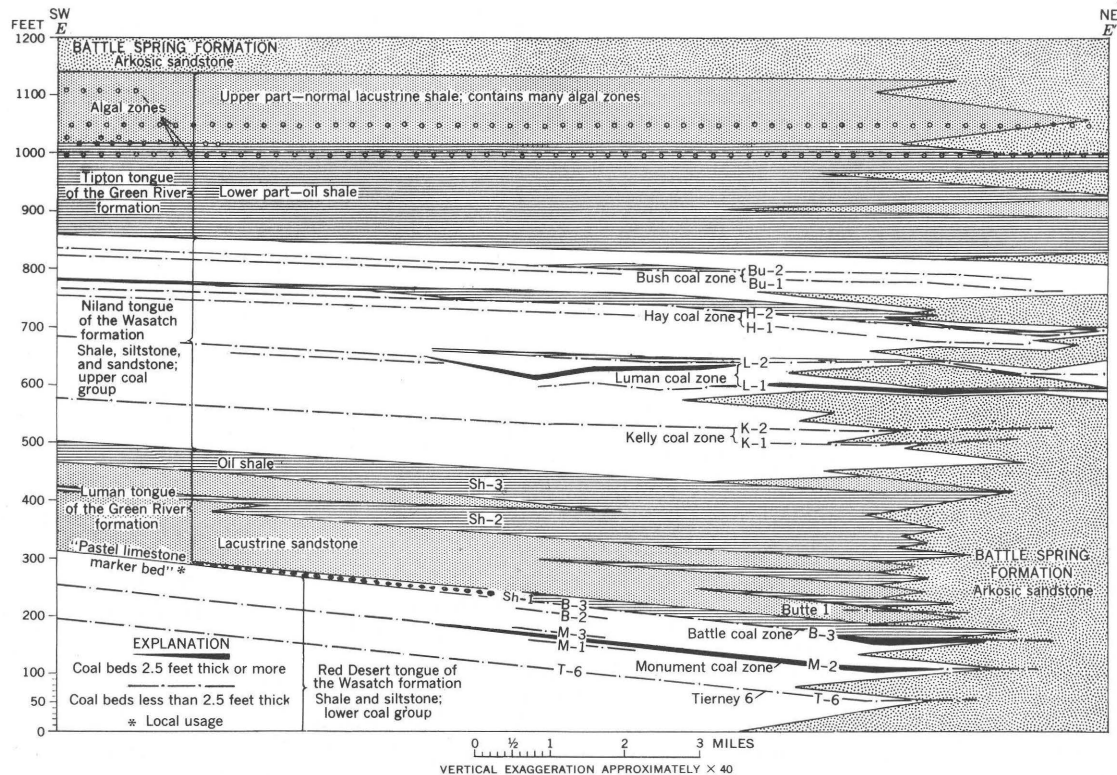 SW
E
FEET
NE
E'
1200
1100
1000
900
800
700
600
500
400
300
200
100
50
0
BATTLE SPRING FORMATION
Arkosic sandstone
Upper part—normal lacustrine shale; contains many algal zones
Algal zones
Tipton tongue
of the Green River
formation
Lower part—oil shale
Bush coal zone
Bu-2
Bu-1
Niland tongue
of the Wasatch
formation
Shale, siltstone,
and sandstone;
upper coal
group
Hay coal zone
H-2
H-1
Luman coal zone
L-2
L-1
Kelly coal zone
K-2
K-1
Oil shale
Sh-3
Luman tongue
of the Green River
formation
Sh-2
Lacustrine sandstone
"Pastel limestone
marker bed" *
BATTLE SPRING
FORMATION
Arkosic sandstone
Sh-1
B-3
B-2
Butte 1
Battle coal zone
B-3
M-3
M-1
Monument coal zone
M-2
T-6
Tierney 6
T-6
Red Desert tongue of
the Wasatch formation
Shale and siltstone;
lower coal group
EXPLANATION
Coal beds 2.5 feet thick or more
Coal beds less than 2.5 feet thick
* Local usage
0 ½ 1 2 3 MILES
VERTICAL EXAGGERATION APPROXIMATELY × 40